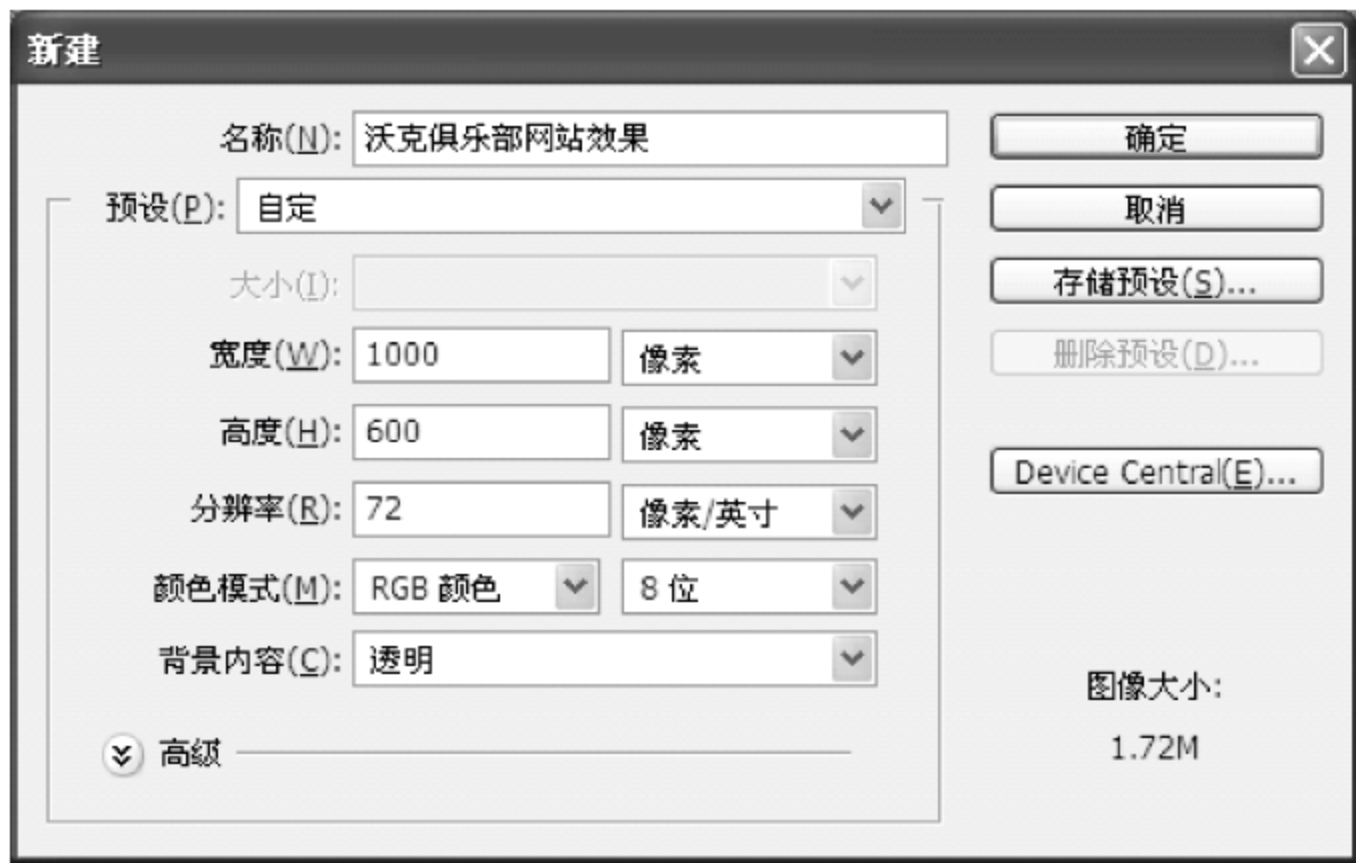 新建
名称(N): 沃克俱乐部网站效果
确定
预设(P): 自定
取消
大小(I):
存储预设(S)...
宽度(W): 1000 像素
删除预设(D)...
高度(H): 600 像素
Device Central(E)...
分辨率(R): 72 像素/英寸
颜色模式(M): RGB 颜色 8 位
背景内容(C): 透明
图像大小:
高级
1.72M